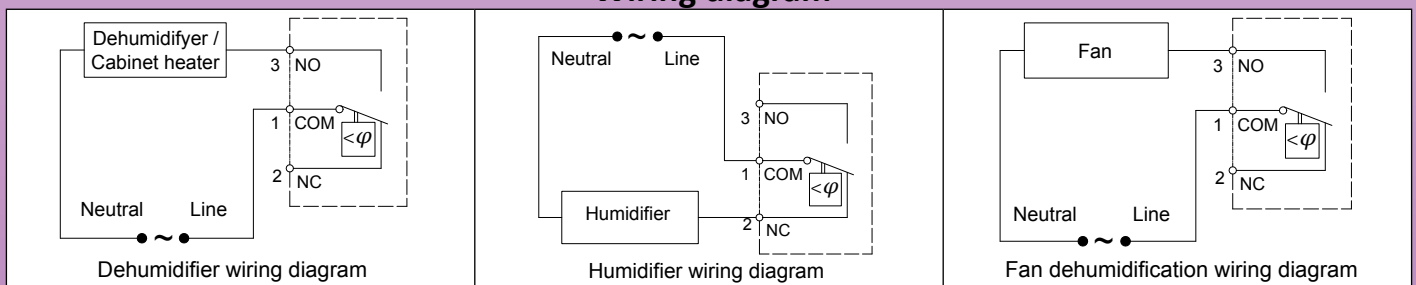 Wiring diagram
Dehumidifyer /
Cabinet heater
3 NO
1 COM
<φ
2 NC
Neutral Line
~
Dehumidifier wiring diagram
~
Neutral Line
3 NO
1 COM
<φ
Humidifier
2 NC
Humidifier wiring diagram
Fan
3 NO
1 COM
<φ
2 NC
Neutral Line
~
Fan dehumidification wiring diagram